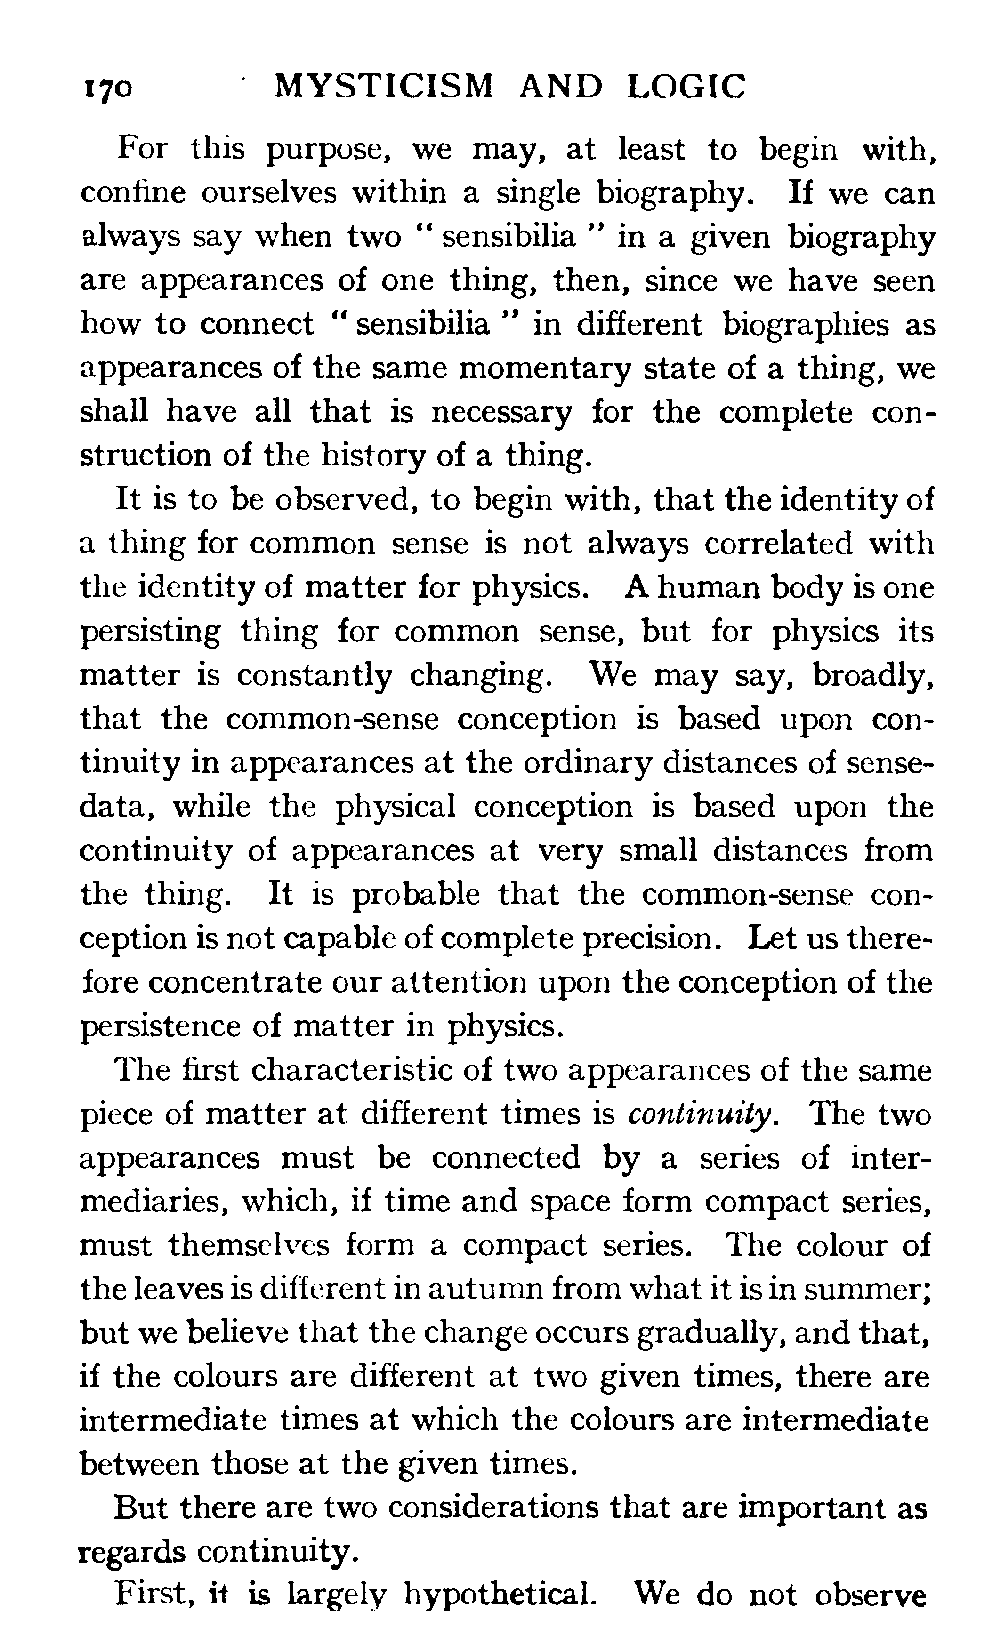 170 MYSTICISM AND LOGIC
For this purpose, we may, at least to begin with,
confine ourselves within a single biography. If we can
always say when two " sensibilia " in a given biography
are appearances of one thing, then, since we have seen
how to connect " sensibilia " in different biographies as
appearances of the same momentary state of a thing, we
shall have all that is necessary for the complete con-
struction of the history of a thing.
It is to be observed, to begin with, that the identity of
a thing for common sense is not always correlated with
the identity of matter for physics. A human body is one
persisting thing for common sense, but for physics its
matter is constantly changing. We may say, broadly,
that the common-sense conception is based upon con-
tinuity in appearances at the ordinary distances of sense-
data, while the physical conception is based upon the
continuity of appearances at very small distances from
the thing. It is probable that the common-sense con-
ception is not capable of complete precision. Let us there-
fore concentrate our attention upon the conception of the
persistence of matter in physics.
The first characteristic of two appearances of the same
piece of matter at different times is continuity. The two
appearances must be connected by a series of inter-
mediaries, which, if time and space form compact series,
must themselves form a compact series. The colour of
the leaves is different in autumn from what it is in summer;
but we believe that the change occurs gradually, and that,
if the colours are different at two given times, there are
intermediate times at which the colours are intermediate
between those at the given times.
But there are two considerations that are important as
regards continuity.
First, it is largely hypothetical. We do not observe